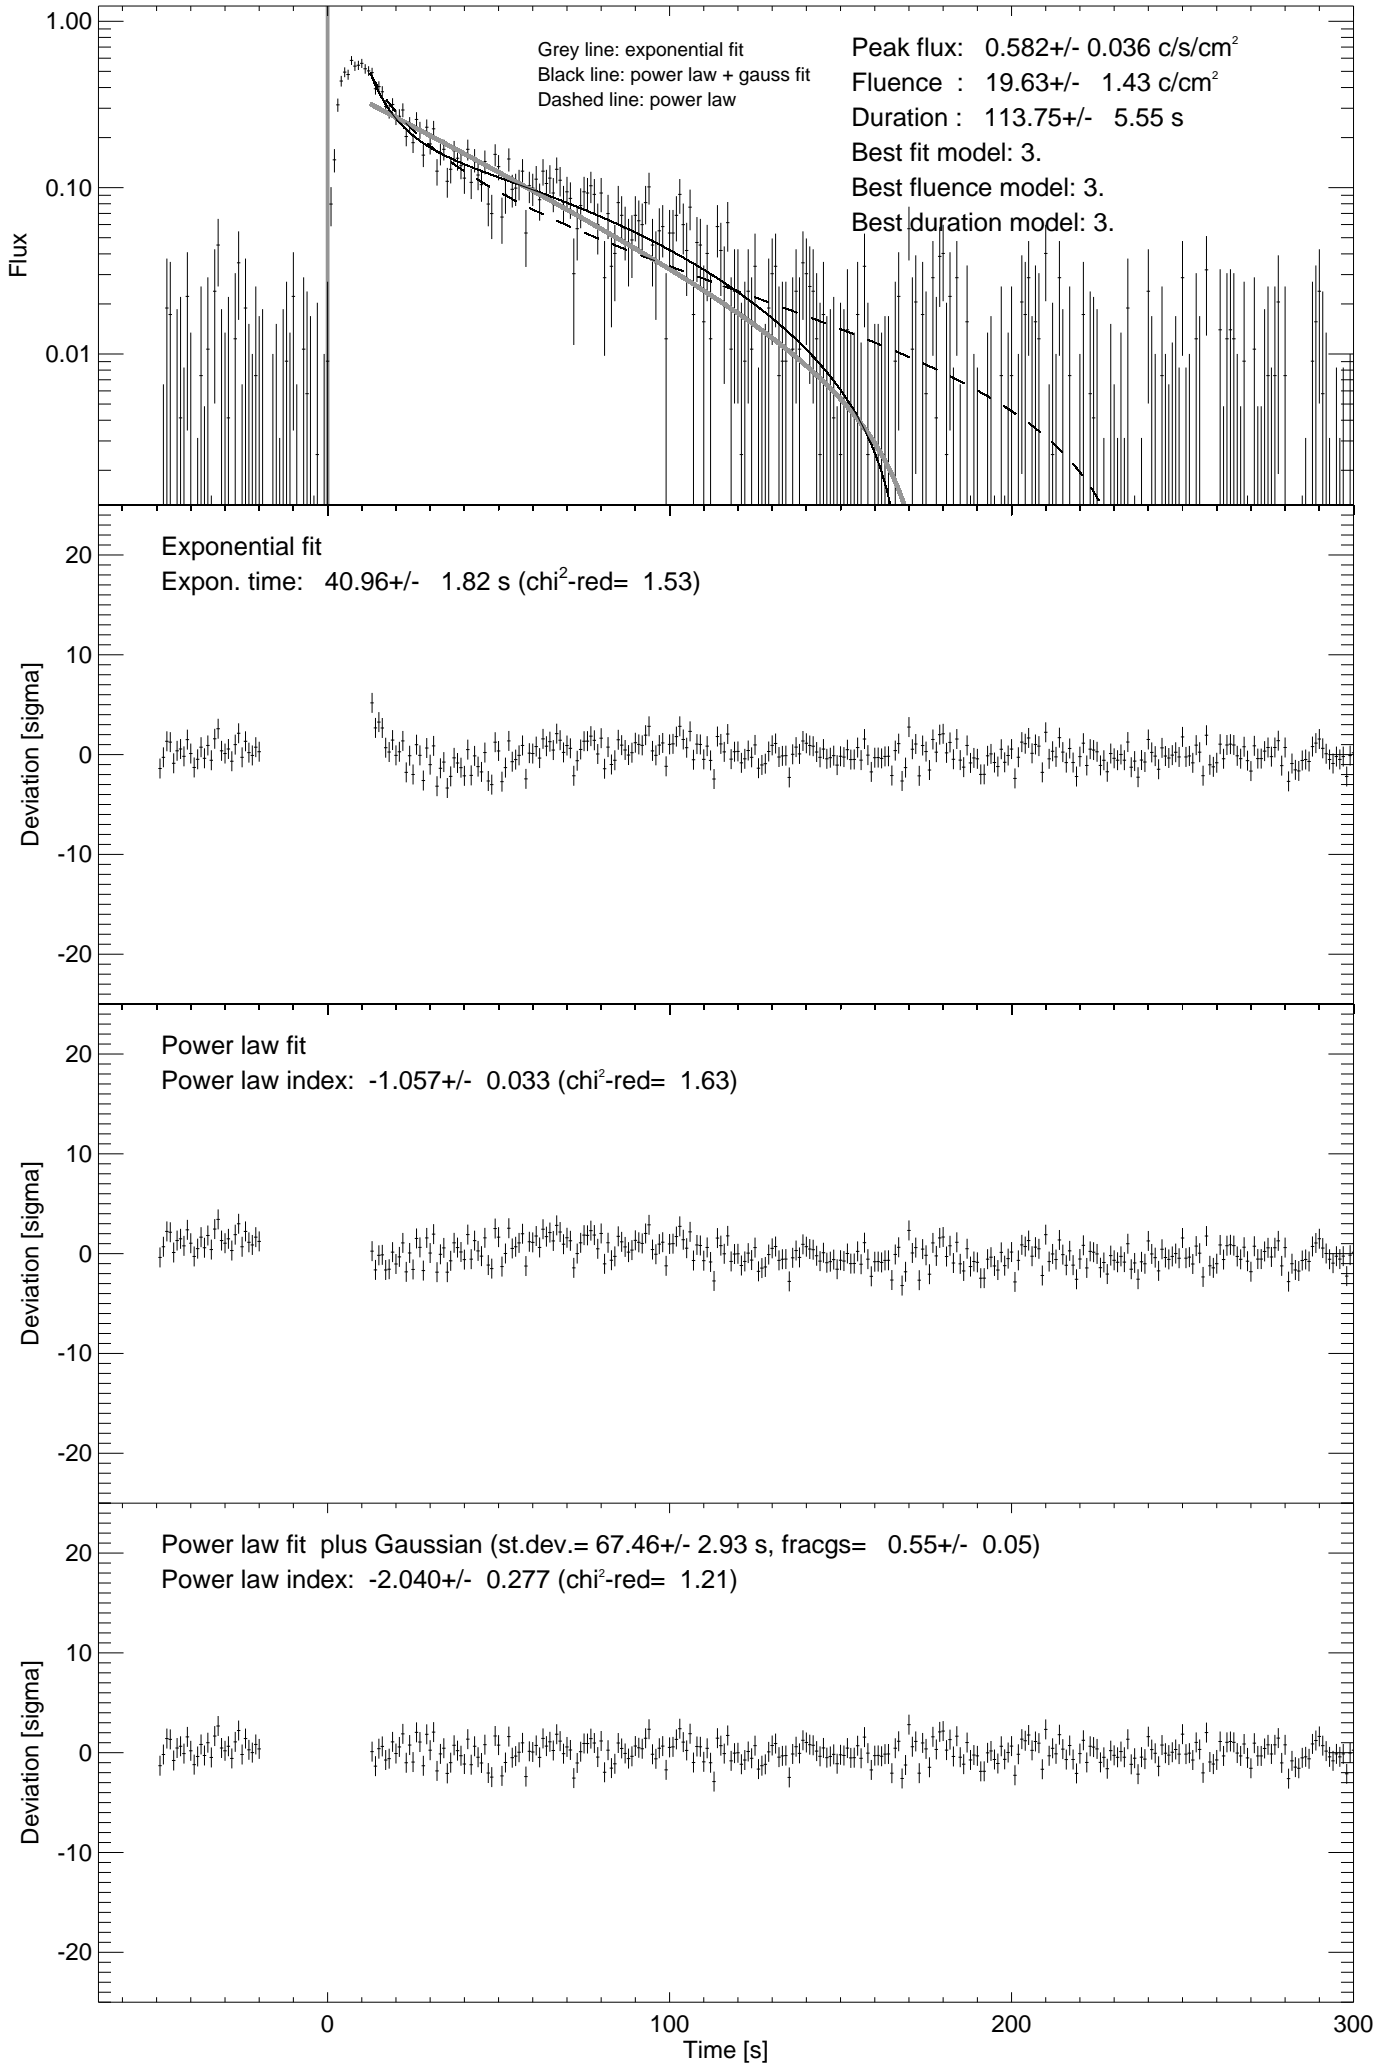 1.00
0.10
0.01
Flux
Grey line: exponential fit
Black line: power law + gauss fit
Dashed line: power law
Peak flux: 0.582+/- 0.036 c/s/cm²
Fluence : 19.63+/- 1.43 c/cm²
Duration : 113.75+/- 5.55 s
Best fit model: 3.
Best fluence model: 3.
Best duration model: 3.
Exponential fit
Expon. time: 40.96+/- 1.82 s (chi²-red= 1.53)
20
10
0
-10
-20
Deviation [sigma]
Power law fit
Power law index: -1.057+/- 0.033 (chi²-red= 1.63)
20
10
0
-10
-20
Deviation [sigma]
Power law fit plus Gaussian (st.dev.= 67.46+/- 2.93 s, fracgs= 0.55+/- 0.05)
Power law index: -2.040+/- 0.277 (chi²-red= 1.21)
20
10
0
-10
-20
Deviation [sigma]
0 100 200 300
Time [s]